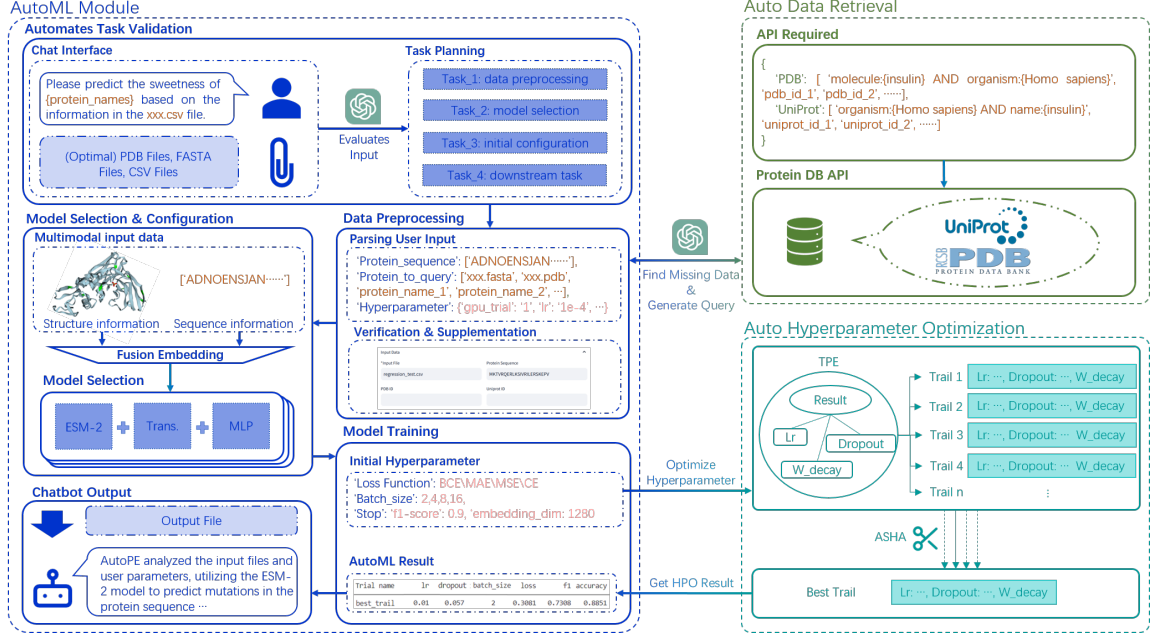 AutoML Module
Automates Task Validation
Chat Interface
Please predict the sweetness of
{protein_names} based on the
information in the xxx.csv file.
(Optimal) PDB Files, FASTA
Files, CSV Files
Evaluates
Input
Task Planning
Task_1: data preprocessing
Task_2: model selection
Task_3: initial configuration
Task_4: downstream task
Model Selection & Configuration
Multimodal input data
['ADNOENSJAN······']
Structure information
Sequence information
Fusion Embedding
Model Selection
ESM-2
Trans.
MLP
Data Preprocessing
Parsing User Input
'Protein_sequence': ['ADNOENSJAN······'],
'Protein_to_query': ['xxx.fasta', 'xxx.pdb',
'protein_name_1', 'protein_name_2', ···],
'Hyperparameter': {'gpu_trial': '1', 'lr': '1e-4', ···}
Verification & Supplementation
Input Data
*Input File
Protein Sequence
regression_test.csv
PDB ID
Uniprot ID
Model Training
Initial Hyperparameter
'Loss Function': BCE\MAE\MSE\CE
'Batch_size': 2,4,8,16,
'Stop': 'f1-score': 0.9, 'embedding_dim: 1280
AutoML Result
Trial name lr dropout batch_size loss f1 accuracy
best_trail 0.01 0.057 2 0.3081 0.7308 0.8851
Chatbot Output
Output File
AutoPE analyzed the input files and
user parameters, utilizing the ESM-
2 model to predict mutations in the
protein sequence ···
Find Missing Data
&
Generate Query
Optimize
Hyperparameter
Get HPO Result
Auto Data Retrieval
API Required
{
'PDB': [ 'molecule:{insulin} AND organism:{Homo sapiens}',
'pdb_id_1', 'pdb_id_2', ······],
'UniProt': [ 'organism:{Homo sapiens} AND name:{insulin}',
'uniprot_id_1', 'uniprot_id_2', ······]
}
Protein DB API
UniProt
RCSB
PDB
PROTEIN DATA BANK
Auto Hyperparameter Optimization
TPE
Result
Lr
Dropout
W_decay
Trail 1
Lr: ···, Dropout: ···, W_decay
Trail 2
Lr: ···, Dropout: ···, W_decay
Trail 3
Lr: ···, Dropout: ···, W_decay
Trail 4
Lr: ···, Dropout: ···, W_decay
Trail n
⋮
ASHA
Best Trail
Lr: ···, Dropout: ···, W_decay